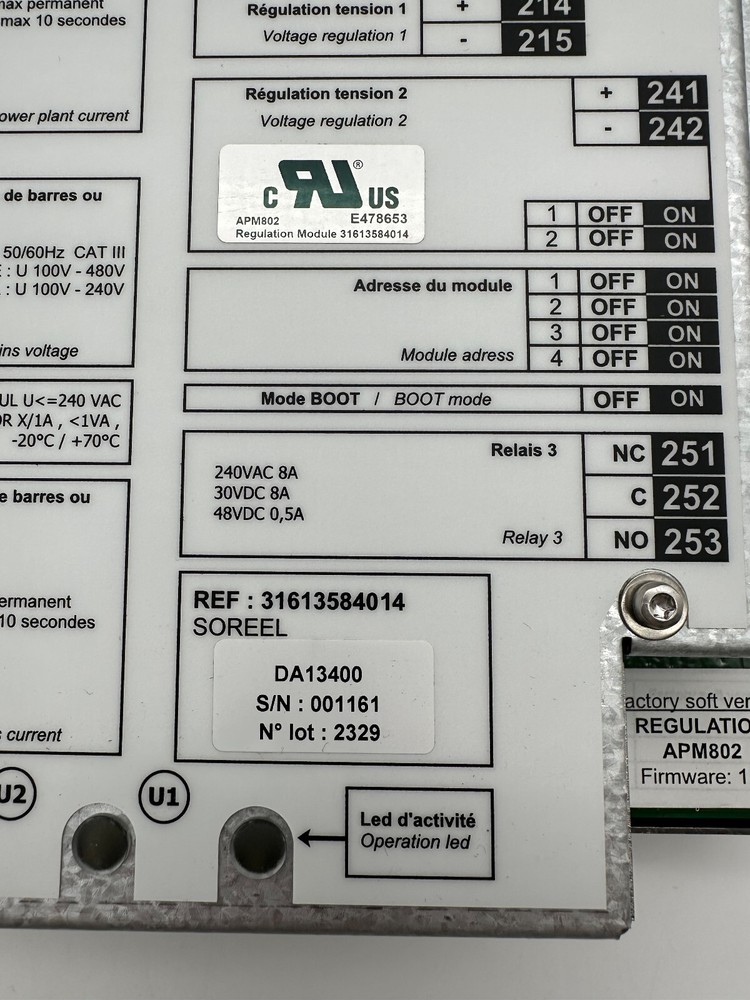 max permanent
max 10 secondes
ower plant current
de barres ou
50/60Hz CAT III
: U 100V - 480V
: U 100V - 240V
ins voltage
UL U<=240 VAC
OR X/1A , <1VA ,
-20°C / +70°C
e barres ou
ermanent
10 secondes
s current
U2
U1
Régulation tension 1
Voltage regulation 1
+ 214
- 215
Régulation tension 2
Voltage regulation 2
+ 241
- 242
C RU ® US
APM802 E478653
Regulation Module 31613584014
1 OFF ON
2 OFF ON
Adresse du module
Module adress
1 OFF ON
2 OFF ON
3 OFF ON
4 OFF ON
Mode BOOT / BOOT mode OFF ON
Relais 3
240VAC 8A
30VDC 8A
48VDC 0,5A
Relay 3
NC 251
C 252
NO 253
REF : 31613584014
SOREEL
DA13400
S/N : 001161
N° lot : 2329
Led d'activité
Operation led
actory soft ver
REGULATIO
APM802
Firmware: 1